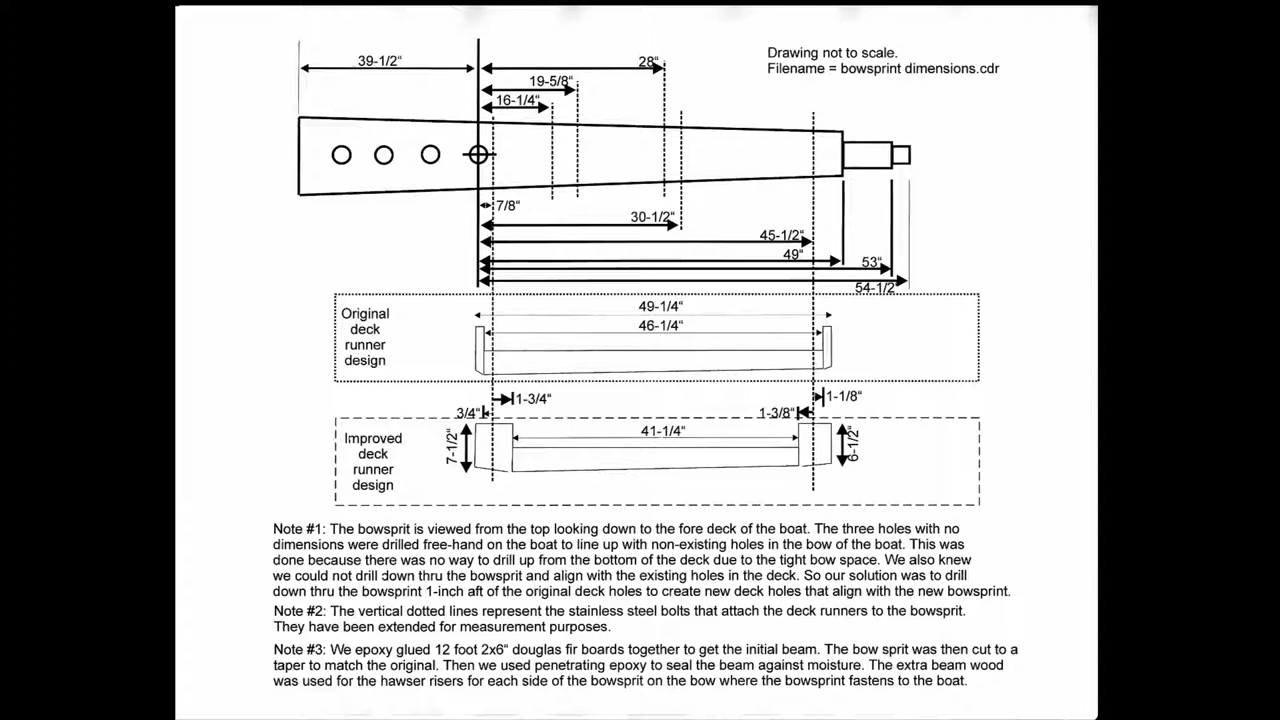 Drawing not to scale.
Filename = bowsprint dimensions.cdr
39-1/2"
28"
19-5/8"
16-1/4"
7/8"
30-1/2"
45-1/2"
49"
53"
54-1/2"
Original
deck
runner
design
49-1/4"
46-1/4"
1-3/4"
1-1/8"
3/4"
1-3/8"
Improved
deck
runner
design
7-1/2"
41-1/4"
6-1/2"
Note #1: The bowsprit is viewed from the top looking down to the fore deck of the boat. The three holes with no
dimensions were drilled free-hand on the boat to line up with non-existing holes in the bow of the boat. This was
done because there was no way to drill up from the bottom of the deck due to the tight bow space. We also knew
we could not drill down thru the bowsprit and align with the existing holes in the deck. So our solution was to drill
down thru the bowsprint 1-inch aft of the original deck holes to create new deck holes that align with the new bowsprint.
Note #2: The vertical dotted lines represent the stainless steel bolts that attach the deck runners to the bowsprit.
They have been extended for measurement purposes.
Note #3: We epoxy glued 12 foot 2x6" douglas fir boards together to get the initial beam. The bow sprit was then cut to a
taper to match the original. Then we used penetrating epoxy to seal the beam against moisture. The extra beam wood
was used for the hawser risers for each side of the bowsprit on the bow where the bowsprint fastens to the boat.